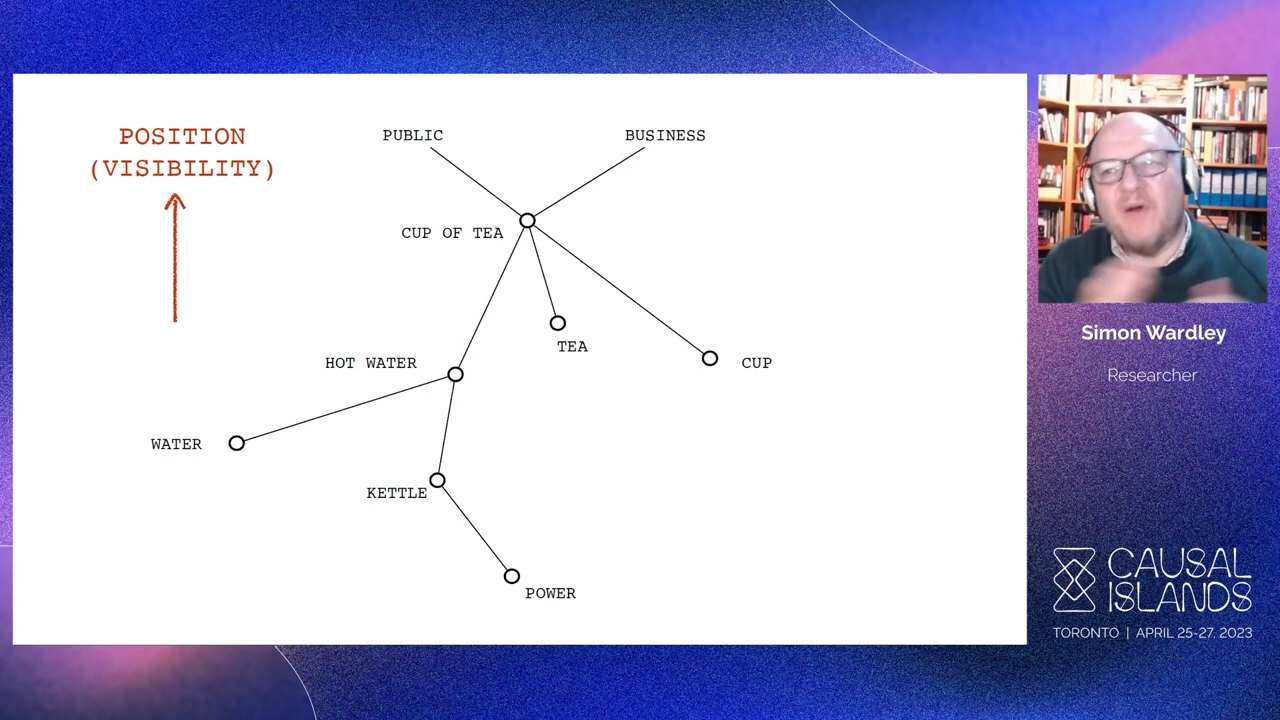 POSITION
(VISIBILITY)
PUBLIC
BUSINESS
CUP OF TEA
TEA
HOT WATER
CUP
WATER
KETTLE
POWER
Simon Wardley
Researcher
CAUSAL
ISLANDS
TORONTO | APRIL 25-27, 2023